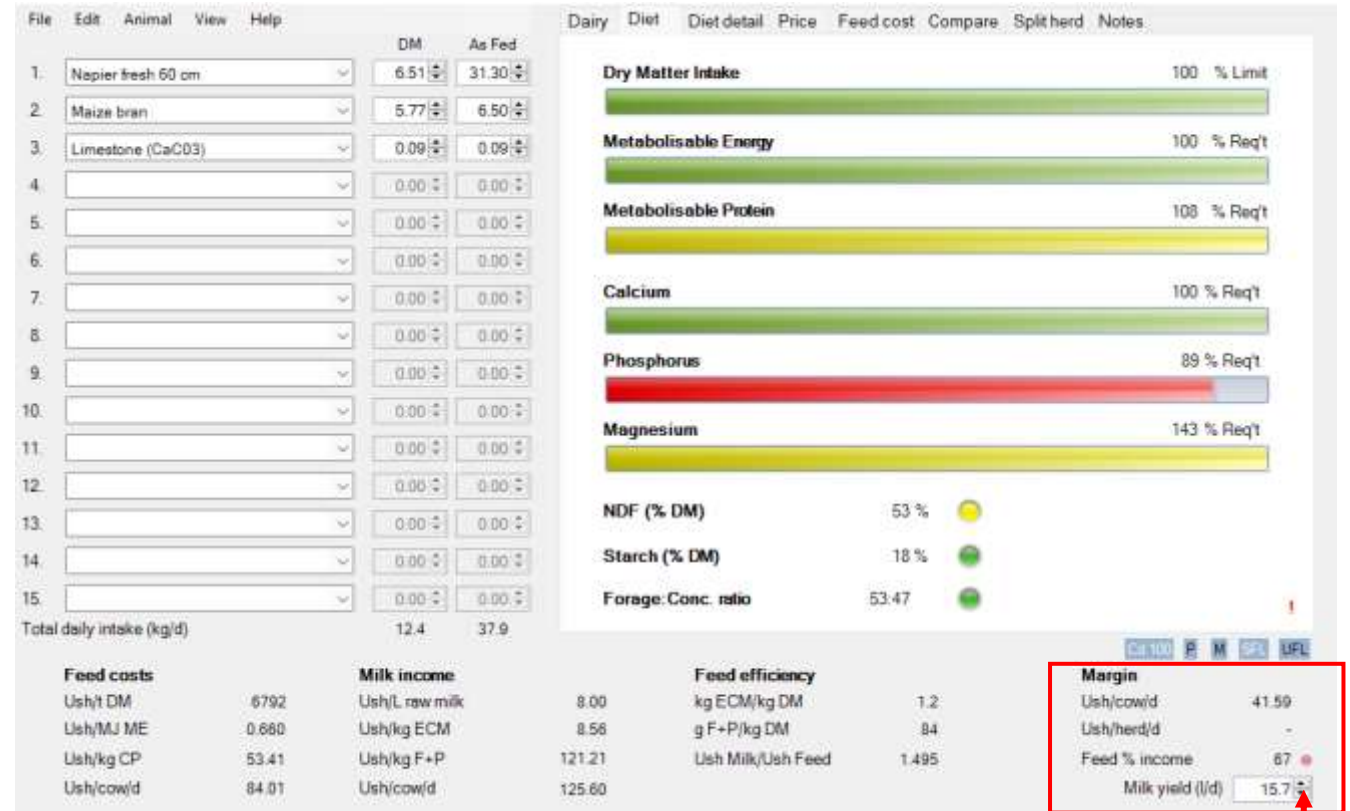 File Edit Animal View Help
Dairy Diet Diet detail Price Feed cost Compare Split herd Notes
DM As Fed
1. Napier fresh 60 cm 6.51 31.30
2. Maize bran 5.77 6.50
3. Limestone (CaC03) 0.09 0.09
4. 0.00 0.00
5. 0.00 0.00
6. 0.00 0.00
7. 0.00 0.00
8. 0.00 0.00
9. 0.00 0.00
10. 0.00 0.00
11. 0.00 0.00
12. 0.00 0.00
13. 0.00 0.00
14. 0.00 0.00
15. 0.00 0.00
Total daily intake (kg/d) 12.4 37.9
Dry Matter Intake 100 % Limit
Metabolisable Energy 100 % Req't
Metabolisable Protein 108 % Req't
Calcium 100 % Req't
Phosphorus 89 % Req't
Magnesium 143 % Req't
NDF (% DM) 53 %
Starch (% DM) 18 %
Forage:Conc. ratio 53:47
!
Cd 100 P M SFL UFL
Feed costs
Ush/t DM 6792
Ush/MJ ME 0.660
Ush/kg CP 53.41
Ush/cow/d 84.01
Milk income
Ush/L raw milk 8.00
Ush/kg ECM 8.56
Ush/kg F+P 121.21
Ush/cow/d 125.60
Feed efficiency
kg ECM/kg DM 1.2
g F+P/kg DM 84
Ush Milk/Ush Feed 1.495
Margin
Ush/cow/d 41.59
Ush/herd/d -
Feed % income 67
Milk yield (l/d) 15.7